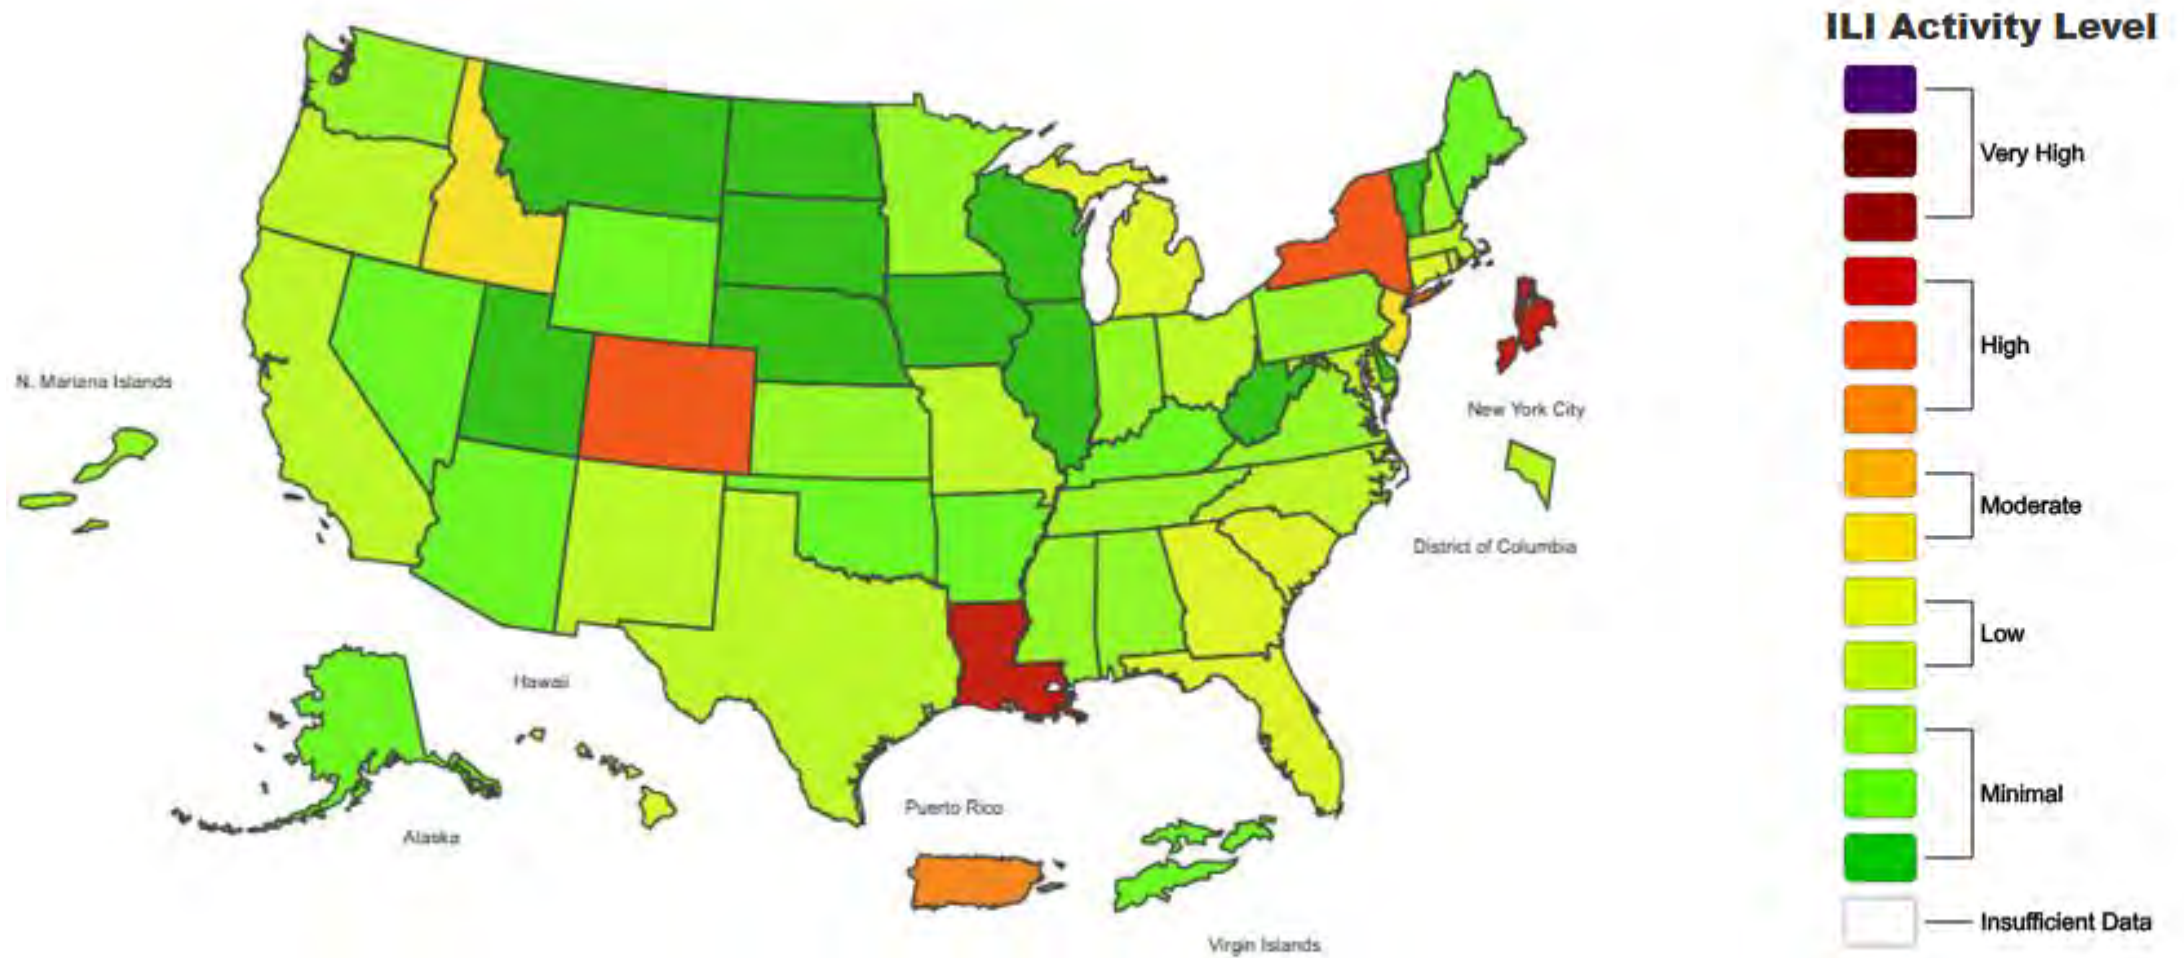 ILI Activity Level
Very High
High
Moderate
Low
Minimal
Insufficient Data
N. Mariana Islands
New York City
District of Columbia
Hawaii
Alaska
Puerto Rico
Virgin Islands